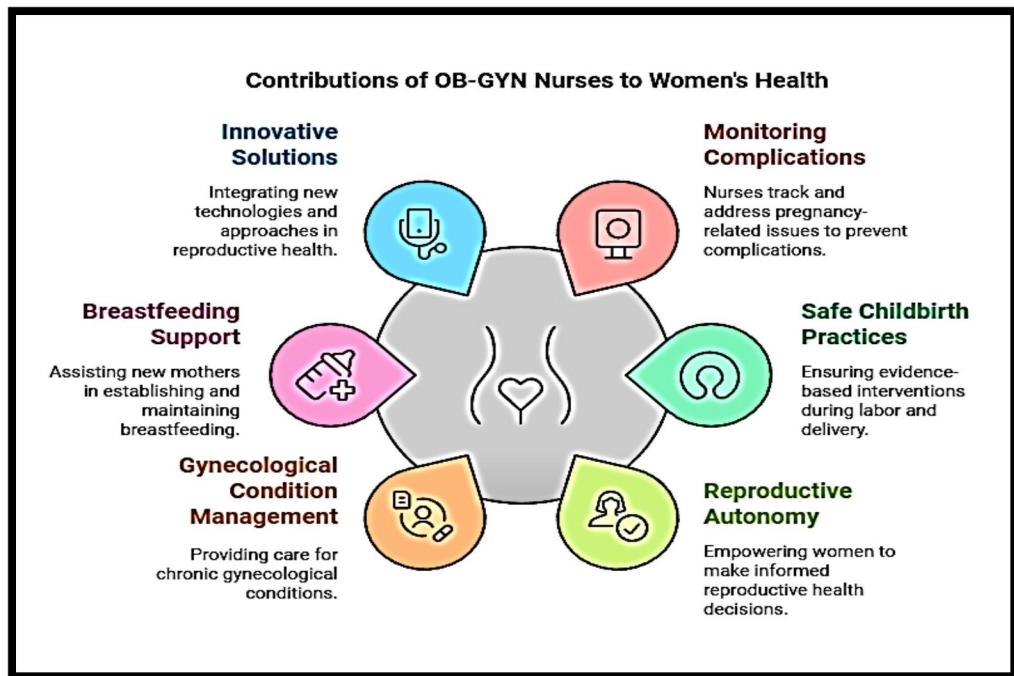 Contributions of OB-GYN Nurses to Women's Health
Innovative
Solutions
Integrating new
technologies and
approaches in
reproductive health.
Monitoring
Complications
Nurses track and
address pregnancy-
related issues to prevent
complications.
Breastfeeding
Support
Assisting new mothers
in establishing and
maintaining
breastfeeding.
Safe Childbirth
Practices
Ensuring evidence-
based interventions
during labor and
delivery.
Gynecological
Condition
Management
Providing care for
chronic gynecological
conditions.
Reproductive
Autonomy
Empowering women to
make informed
reproductive health
decisions.